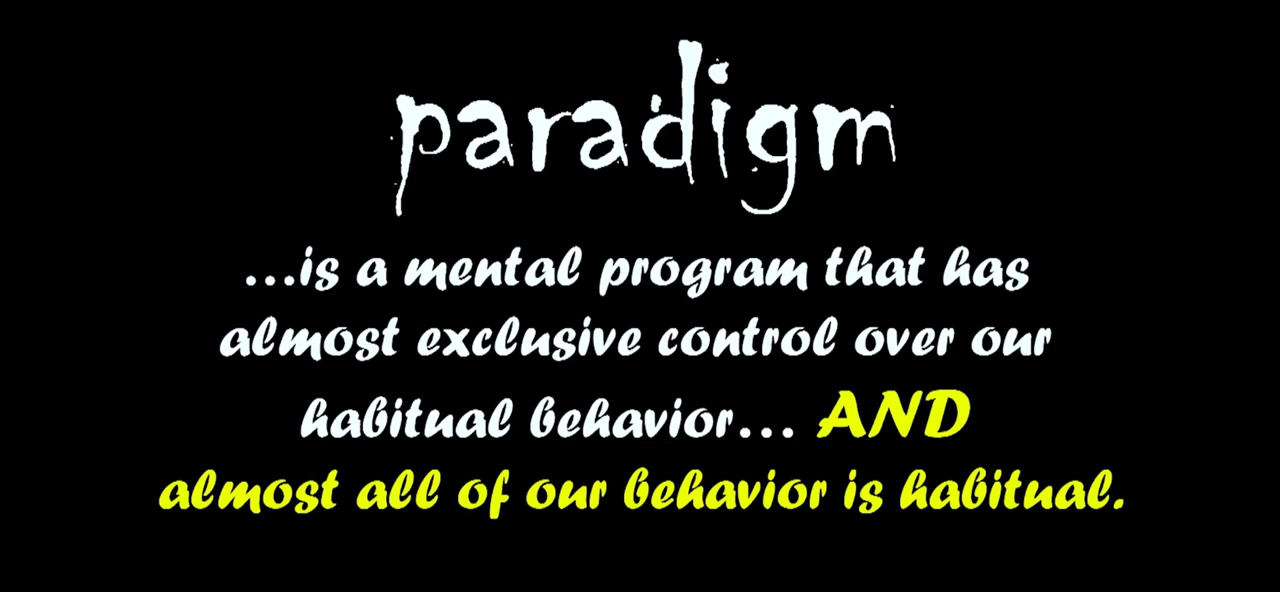 paradigm
...is a mental program that has
almost exclusive control over our
habitual behavior... AND
almost all of our behavior is habitual.